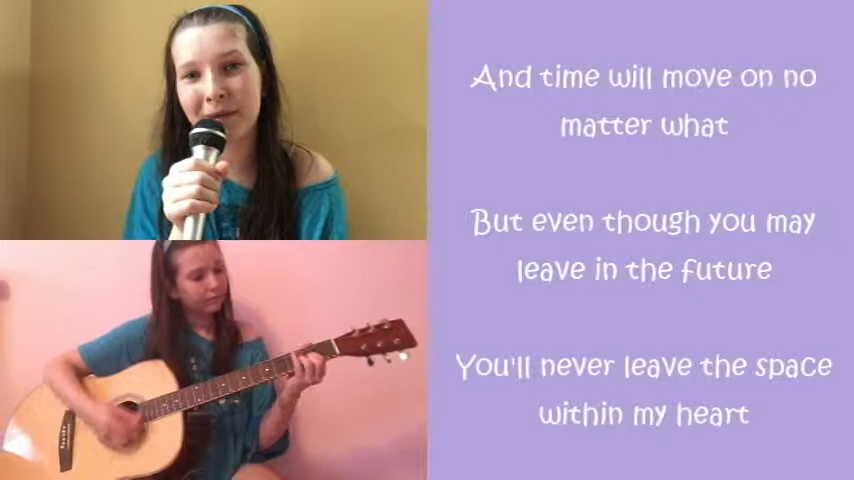 And time will move on no
matter what
But even though you may
leave in the future
You'll never leave the space
within my heart